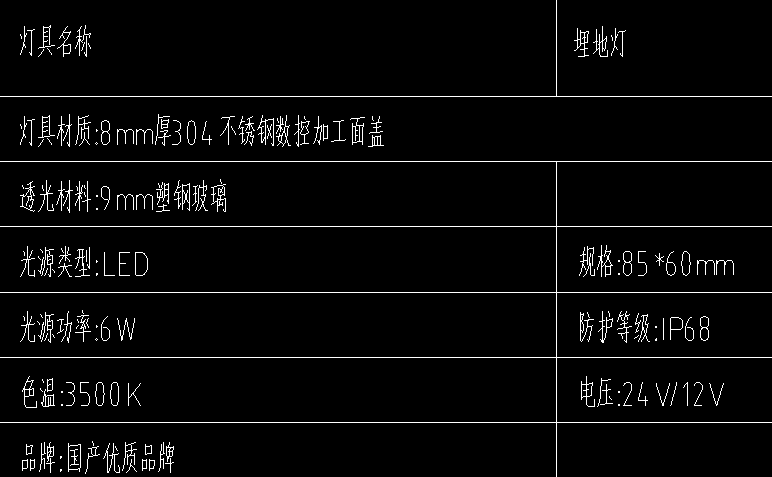 灯具名称 埋地灯
灯具材质:8mm厚304 不锈钢数控加工面盖
透光材料:9mm塑钢玻璃
光源类型:LED 规格:85*60mm
光源功率:6W 防护等级:IP68
色温:3500K 电压:24V/12V
品牌:国产优质品牌